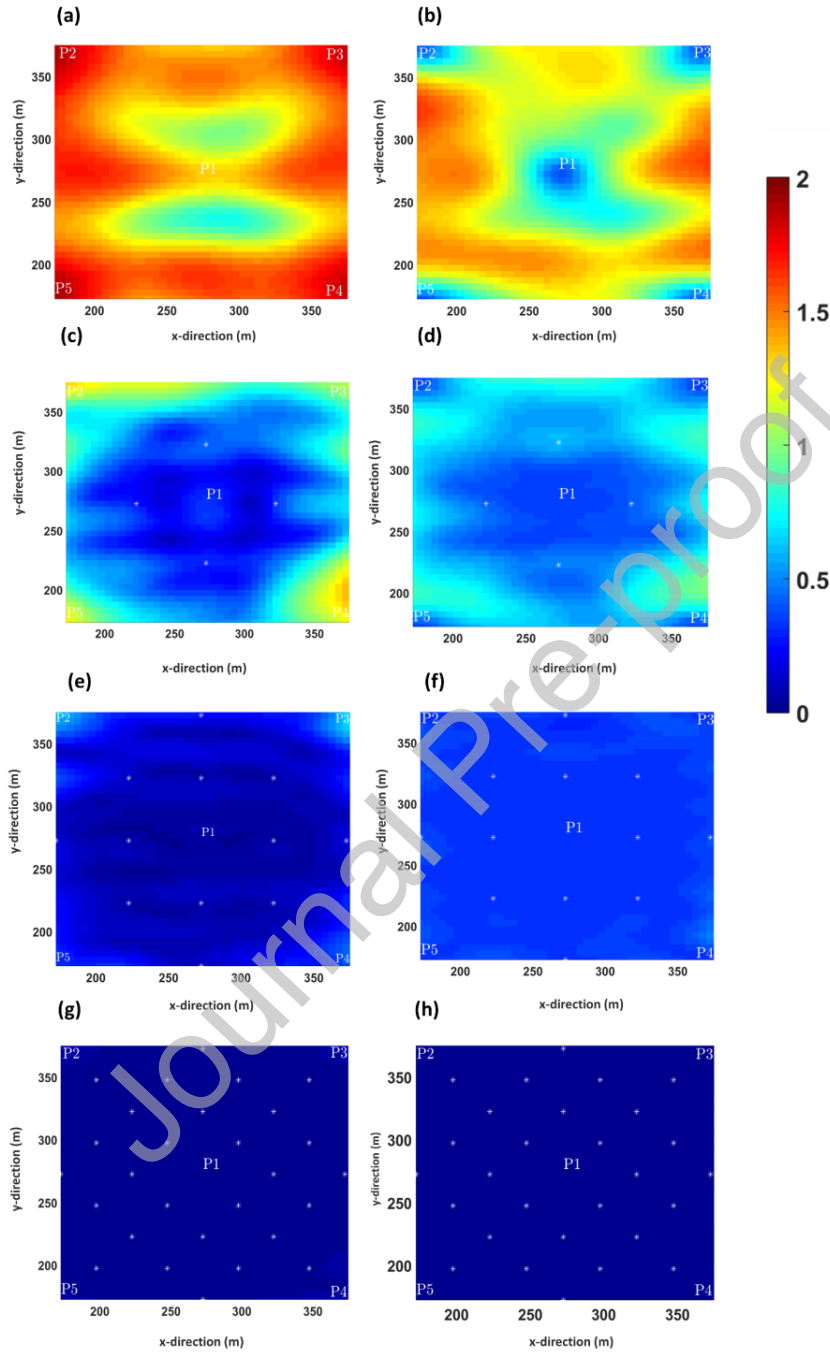 (a) (b)
P2 P3 P2 P3
350 350
300 300
P1 P1
250 250
200 200
P5 P4 P5 P4
y-direction (m) y-direction (m)
200 250 300 350 200 250 300 350
x-direction (m) x-direction (m)
2
1.5
1
0.5
0
(c) (d)
P2 P3 P2 P3
350 350
300 300
P1 P1
250 250
200 200
P5 P4 P5 P4
y-direction (m) y-direction (m)
200 250 300 350 200 250 300 350
x-direction (m) x-direction (m)
(e) (f)
P2 P3 P2 P3
350 350
300 300
P1 P1
250 250
200 200
P5 P4 P5 P4
y-direction (m) y-direction (m)
200 250 300 350 200 250 300 350
x-direction (m) x-direction (m)
(g) (h)
P2 P3 P2 P3
350 350
300 300
P1 P1
250 250
200 200
P5 P4 P5 P4
y-direction (m) y-direction (m)
200 250 300 350 200 250 300 350
x-direction (m) x-direction (m)
Journal Pre-proof